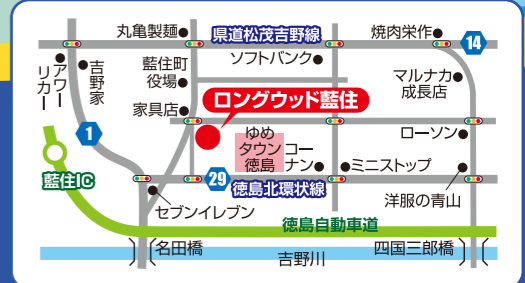 丸亀製麺
県道松茂吉野線
焼肉栄作
14
アワーリカー
吉野家
藍住町
役場
ソフトバンク
マルナカ
成長店
家具店
ロングウッド藍住
1
ゆめ
タウン
徳島
コー
ナン
ローソン
藍住IC
29
徳島北環状線
ミニストップ
洋服の青山
セブンイレブン
徳島自動車道
名田橋
吉野川
四国三郎橋